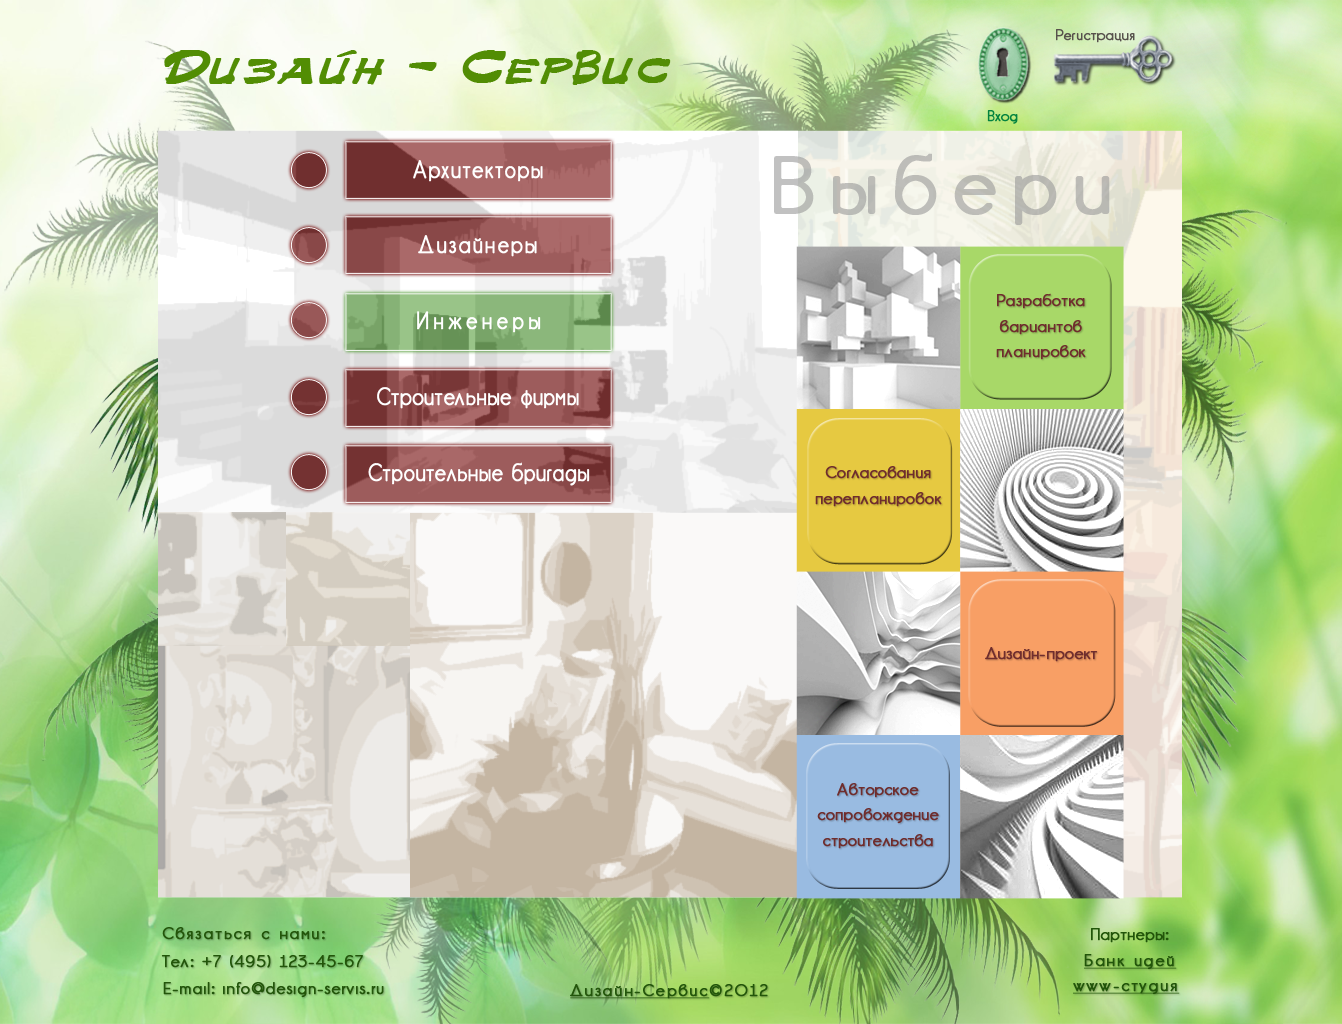 Дизайн - Сервис
Регистрация
Вход
Выбери
Архитекторы
Дизайнеры
Инженеры
Строительные фирмы
Строительные бригады
Разработка
вариантов
планировок
Согласования
перепланировок
Дизайн-проект
Авторское
сопровождение
строительства
Связаться с нами:
Тел: +7 (495) 123-45-67
E-mail: info@design-servis.ru
Дизайн-Сервис©2012
Партнеры:
Банк идей
www-студия